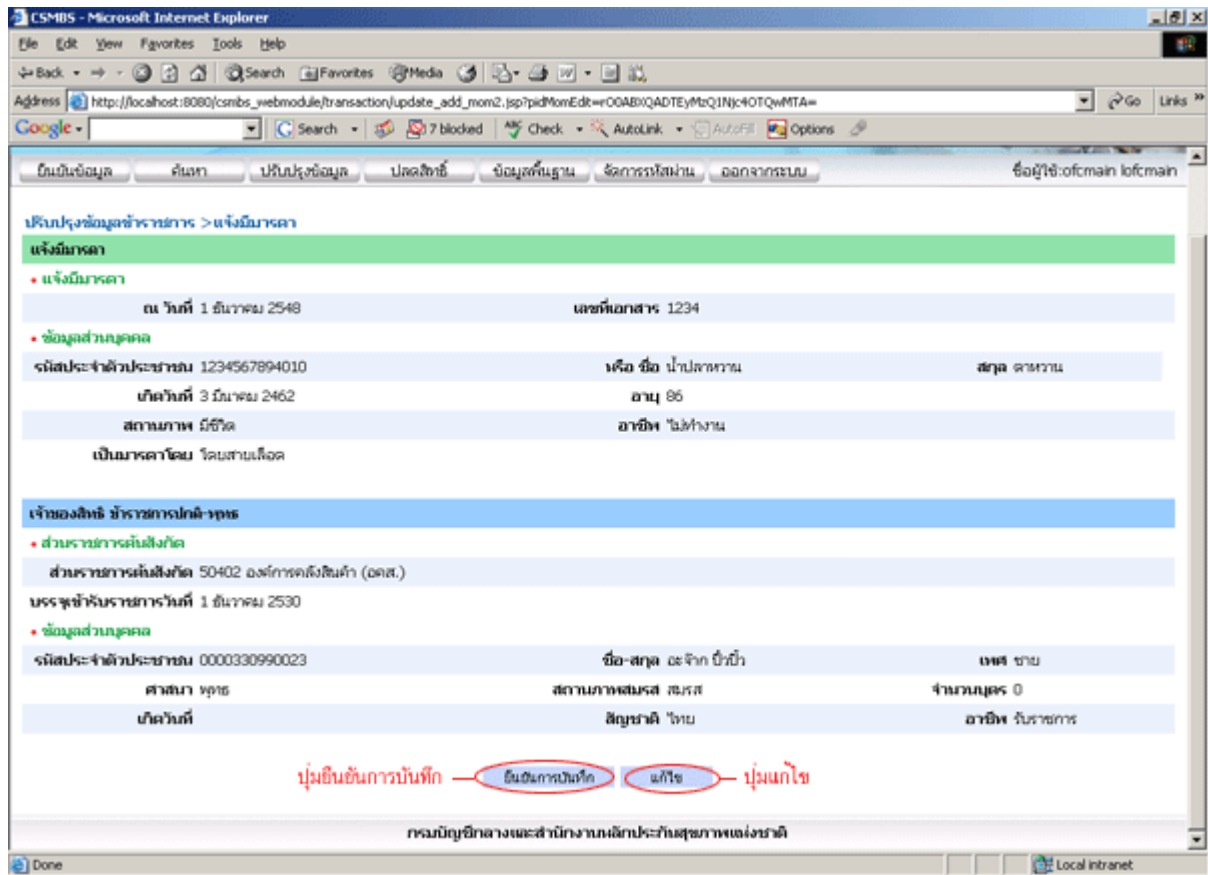 CSMBS - Microsoft Internet Explorer
File Edit View Favorites Tools Help
Back Search Favorites Media
Address http://localhost:8080/csmbs_webmodule/transaction/update_add_mom2.jsp?pidMomEdit=rO0ABXQADTEyMzQ1Njc4OTQwMTA= Go Links »
Google Search 7 blocked Check AutoLink AutoFill Options
ยืนยันข้อมูล ค้นหา ปรับปรุงข้อมูล ปลดสิทธิ์ ข้อมูลพื้นฐาน จัดการรหัสผ่าน ออกจากระบบ ชื่อผู้ใช้:ofcmain lofcmain
ปรับปรุงข้อมูลข้าราชการ >แจ้งมีมารดา
แจ้งมีมารดา
• แจ้งมีมารดา
ณ วันที่ 1 ธันวาคม 2548 เลขที่เอกสาร 1234
• ข้อมูลส่วนบุคคล
รหัสประจำตัวประชาชน 1234567894010 หรือ ชื่อ น้ำปลาหวาน สกุล ตาหวาน
เกิดวันที่ 3 มีนาคม 2462 อายุ 86
สถานภาพ มีชีวิต อาชีพ ไม่ทำงาน
เป็นมารดาโดย โดยสายเลือด
เจ้าของสิทธิ ข้าราชการปกติ-พุทธ
• ส่วนราชการต้นสังกัด
ส่วนราชการต้นสังกัด 50402 องค์การคลังสินค้า (อคส.)
บรรจุเข้ารับราชการวันที่ 1 ธันวาคม 2530
• ข้อมูลส่วนบุคคล
รหัสประจำตัวประชาชน 0000330990023 ชื่อ-สกุล อะจ๊าก ปิ๊วปิ๊ว เพศ ชาย
ศาสนา พุทธ สถานภาพสมรส สมรส จำนวนบุตร 0
เกิดวันที่ สัญชาติ ไทย อาชีพ รับราชการ
ปุ่มยืนยันการบันทึก ยืนยันการบันทึก แก้ไข ปุ่มแก้ไข
กรมบัญชีกลางและสำนักงานหลักประกันสุขภาพแห่งชาติ
Done Local intranet